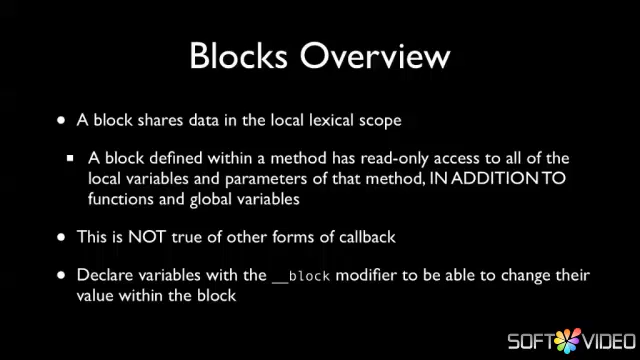 Blocks Overview
• A block shares data in the local lexical scope
▪ A block defined within a method has read-only access to all of the
local variables and parameters of that method, IN ADDITION TO
functions and global variables
• This is NOT true of other forms of callback
• Declare variables with the __block modifier to be able to change their
value within the block
SOFT VIDEO